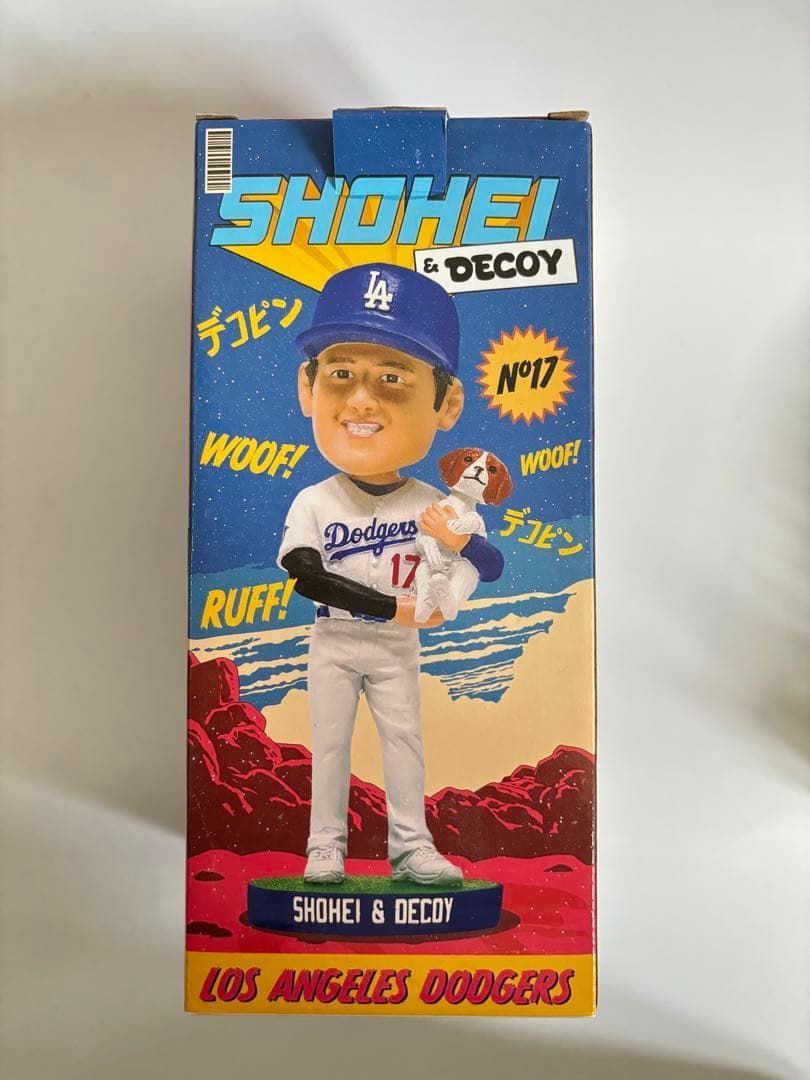 SHOHEI
& DECOY
デコピン
Nº17
WOOF!
WOOF!
デコピン
RUFF!
LA
Dodgers
17
SHOHEI & DECOY
LOS ANGELES DODGERS